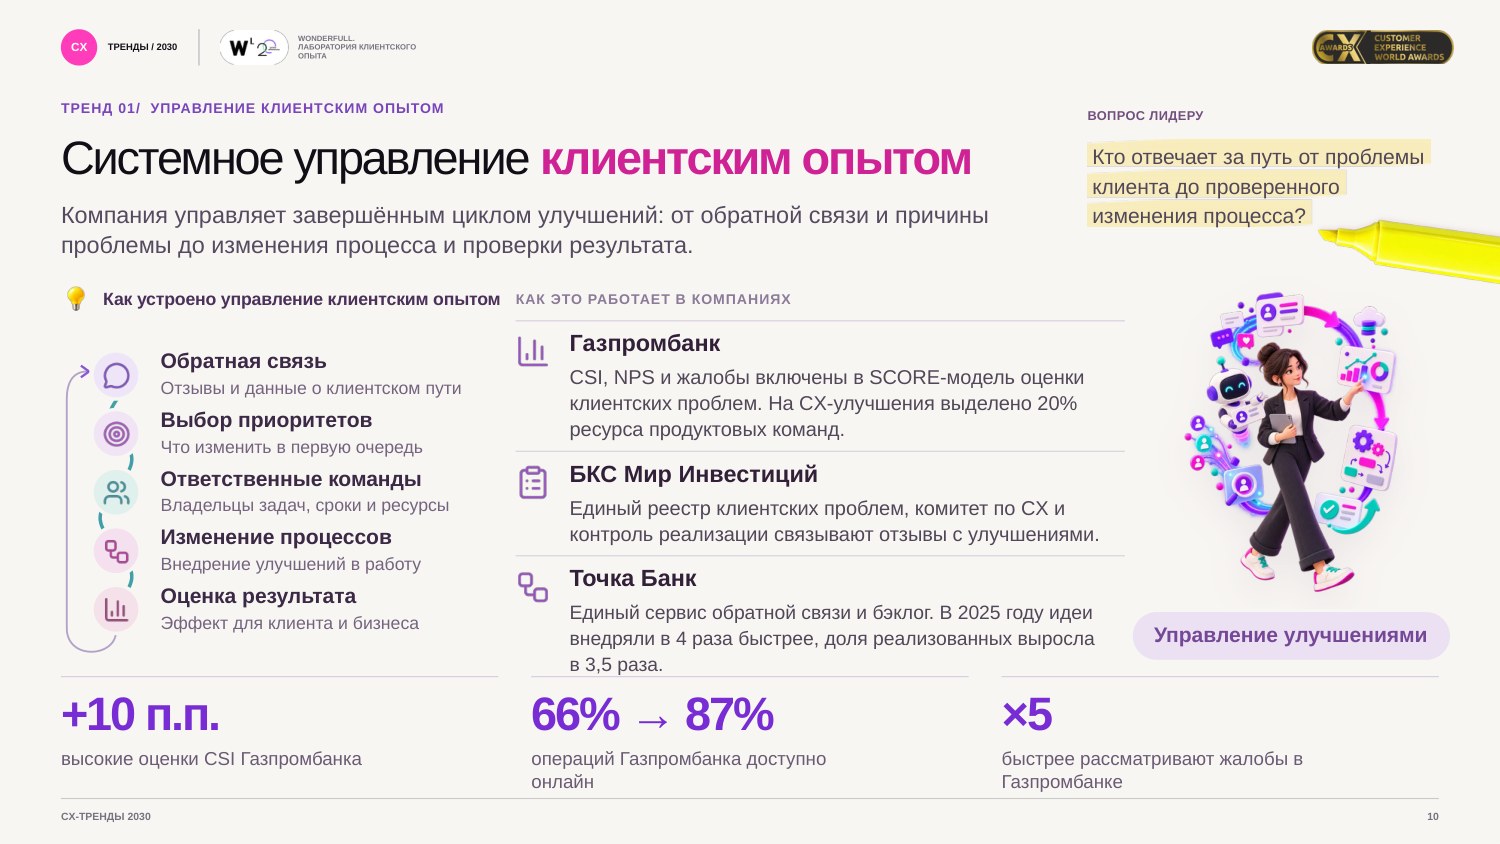 CX
ТРЕНДЫ / 2030
W L 2
WONDERFULL.
ЛАБОРАТОРИЯ КЛИЕНТСКОГО
ОПЫТА
AWARDS CX
CUSTOMER
EXPERIENCE
WORLD AWARDS
ТРЕНД 01/ УПРАВЛЕНИЕ КЛИЕНТСКИМ ОПЫТОМ
Системное управление клиентским опытом
Компания управляет завершённым циклом улучшений: от обратной связи и причины
проблемы до изменения процесса и проверки результата.
ВОПРОС ЛИДЕРУ
Кто отвечает за путь от проблемы
клиента до проверенного
изменения процесса?
Как устроено управление клиентским опытом
Обратная связь
Отзывы и данные о клиентском пути
Выбор приоритетов
Что изменить в первую очередь
Ответственные команды
Владельцы задач, сроки и ресурсы
Изменение процессов
Внедрение улучшений в работу
Оценка результата
Эффект для клиента и бизнеса
КАК ЭТО РАБОТАЕТ В КОМПАНИЯХ
Газпромбанк
CSI, NPS и жалобы включены в SCORE-модель оценки
клиентских проблем. На CX-улучшения выделено 20%
ресурса продуктовых команд.
БКС Мир Инвестиций
Единый реестр клиентских проблем, комитет по CX и
контроль реализации связывают отзывы с улучшениями.
Точка Банк
Единый сервис обратной связи и бэклог. В 2025 году идеи
внедряли в 4 раза быстрее, доля реализованных выросла
в 3,5 раза.
Управление улучшениями
+10 п.п.
высокие оценки CSI Газпромбанка
66% → 87%
операций Газпромбанка доступно
онлайн
×5
быстрее рассматривают жалобы в
Газпромбанке
CX-ТРЕНДЫ 2030
10